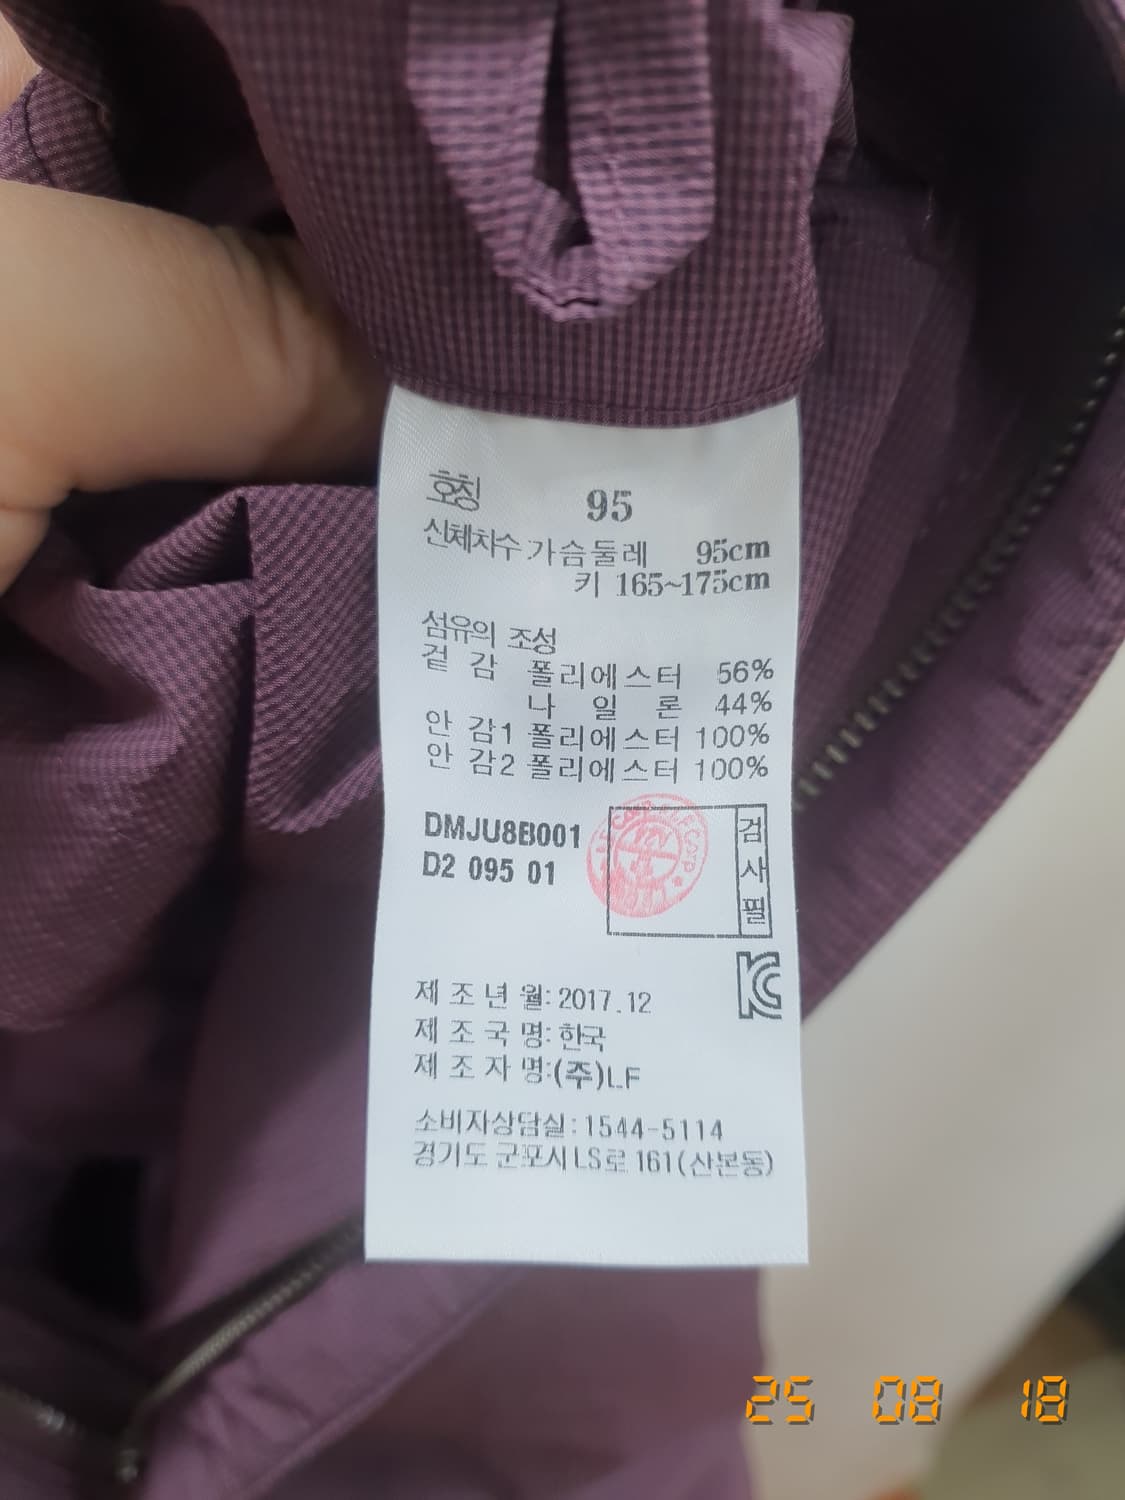 호칭 95
신체치수 가슴둘레 95cm
키 165~175cm
섬유의 조성
겉 감 폴리에스터 56%
나 일 론 44%
안 감1 폴리에스터 100%
안 감2 폴리에스터 100%
DMJU8B001
D2 095 01
검사필
제 조 년 월: 2017.12
제 조 국 명: 한국
제 조 자 명:(주)LF
소비자상담실:1544-5114
경기도 군포시 LS로 161(산본동)
25 08 18